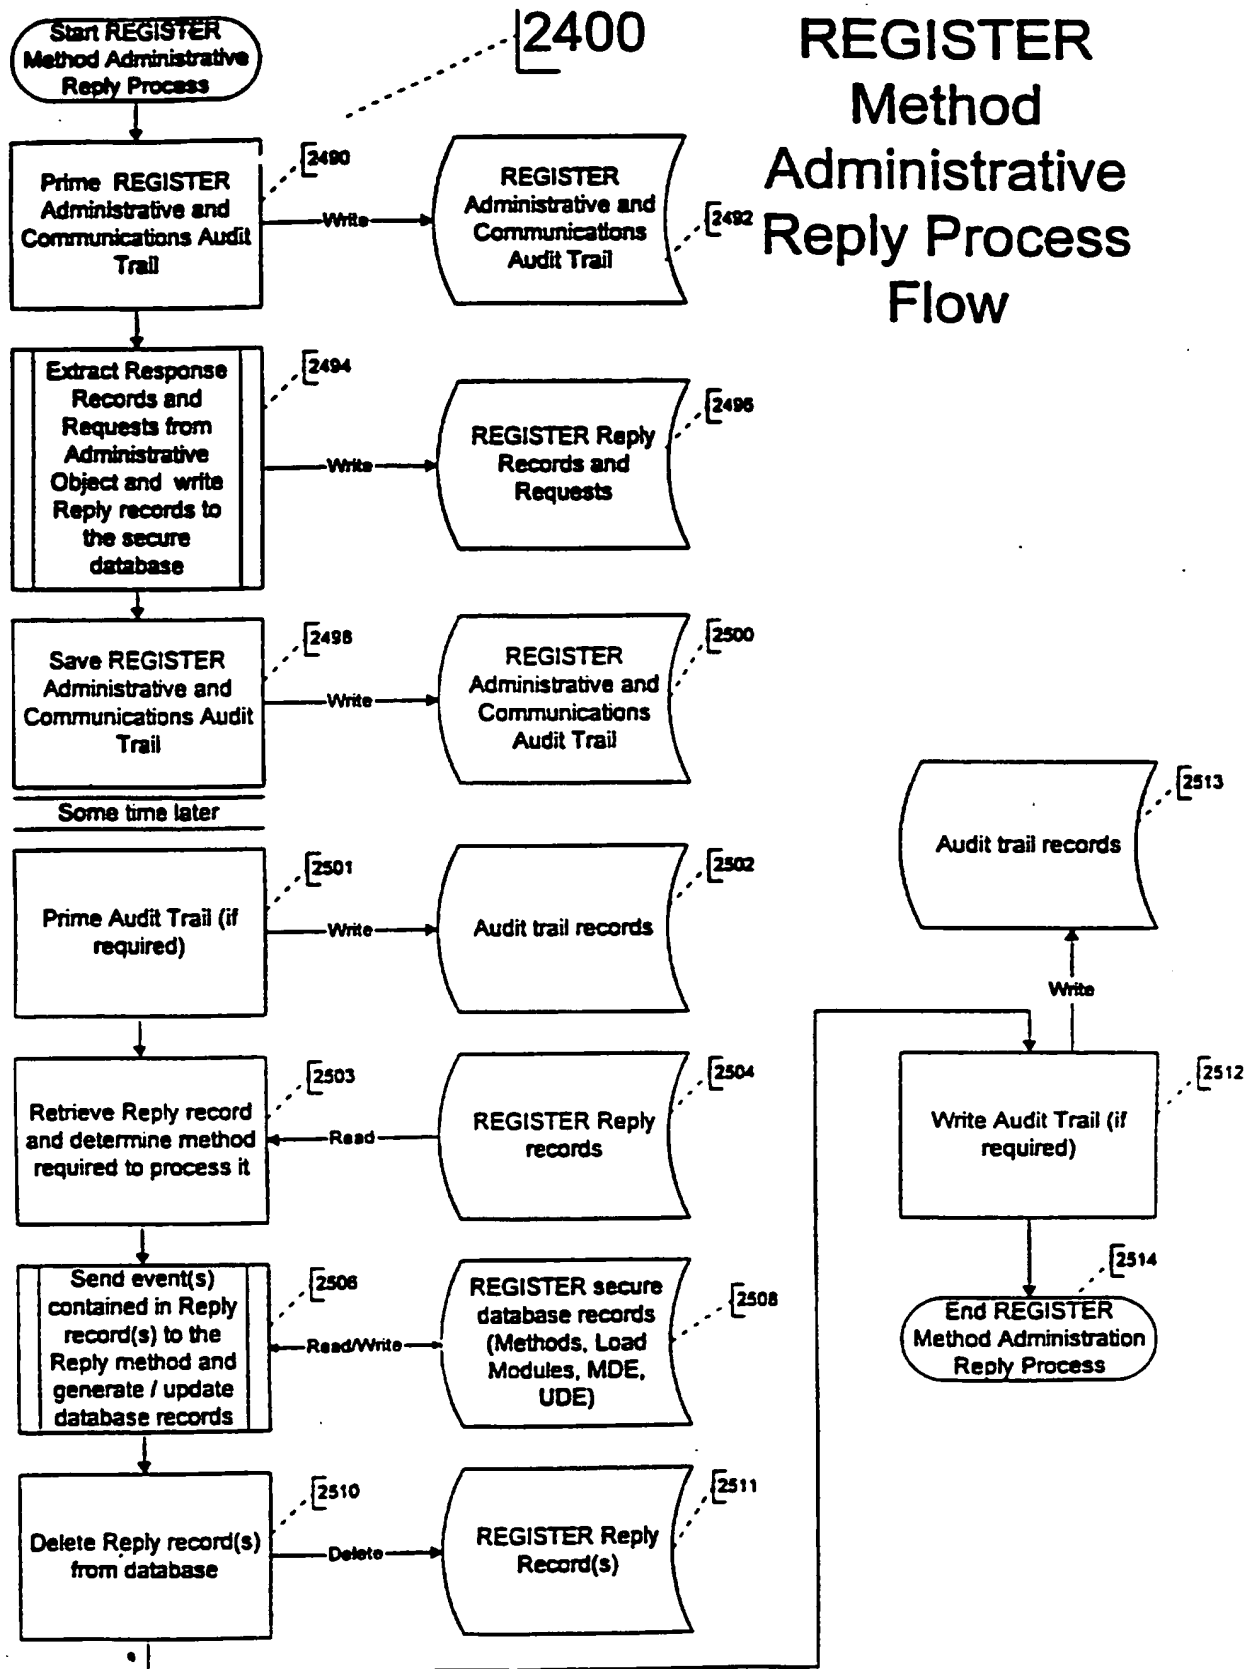 2400
REGISTER
Method
Administrative
Reply Process
Flow
Start REGISTER
Method Administrative
Reply Process
2490
Prime REGISTER
Administrative and
Communications Audit
Trail
Write
REGISTER
Administrative and
Communications
Audit Trail
2492
2494
Extract Response
Records and
Requests from
Administrative
Object and write
Reply records to
the secure
database
Write
REGISTER Reply
Records and
Requests
2496
2498
Save REGISTER
Administrative and
Communications Audit
Trail
Write
REGISTER
Administrative and
Communications
Audit Trail
2500
Some time later
2501
Prime Audit Trail (if
required)
Write
Audit trail records
2502
2503
Retrieve Reply record
and determine method
required to process it
Read
REGISTER Reply
records
2504
2506
Send event(s)
contained in Reply
record(s) to the
Reply method and
generate / update
database records
Read/Write
REGISTER secure
database records
(Methods, Load
Modules, MDE,
UDE)
2508
2510
Delete Reply record(s)
from database
Delete
REGISTER Reply
Record(s)
2511
2513
Audit trail records
Write
2512
Write Audit Trail (if
required)
2514
End REGISTER
Method Administration
Reply Process